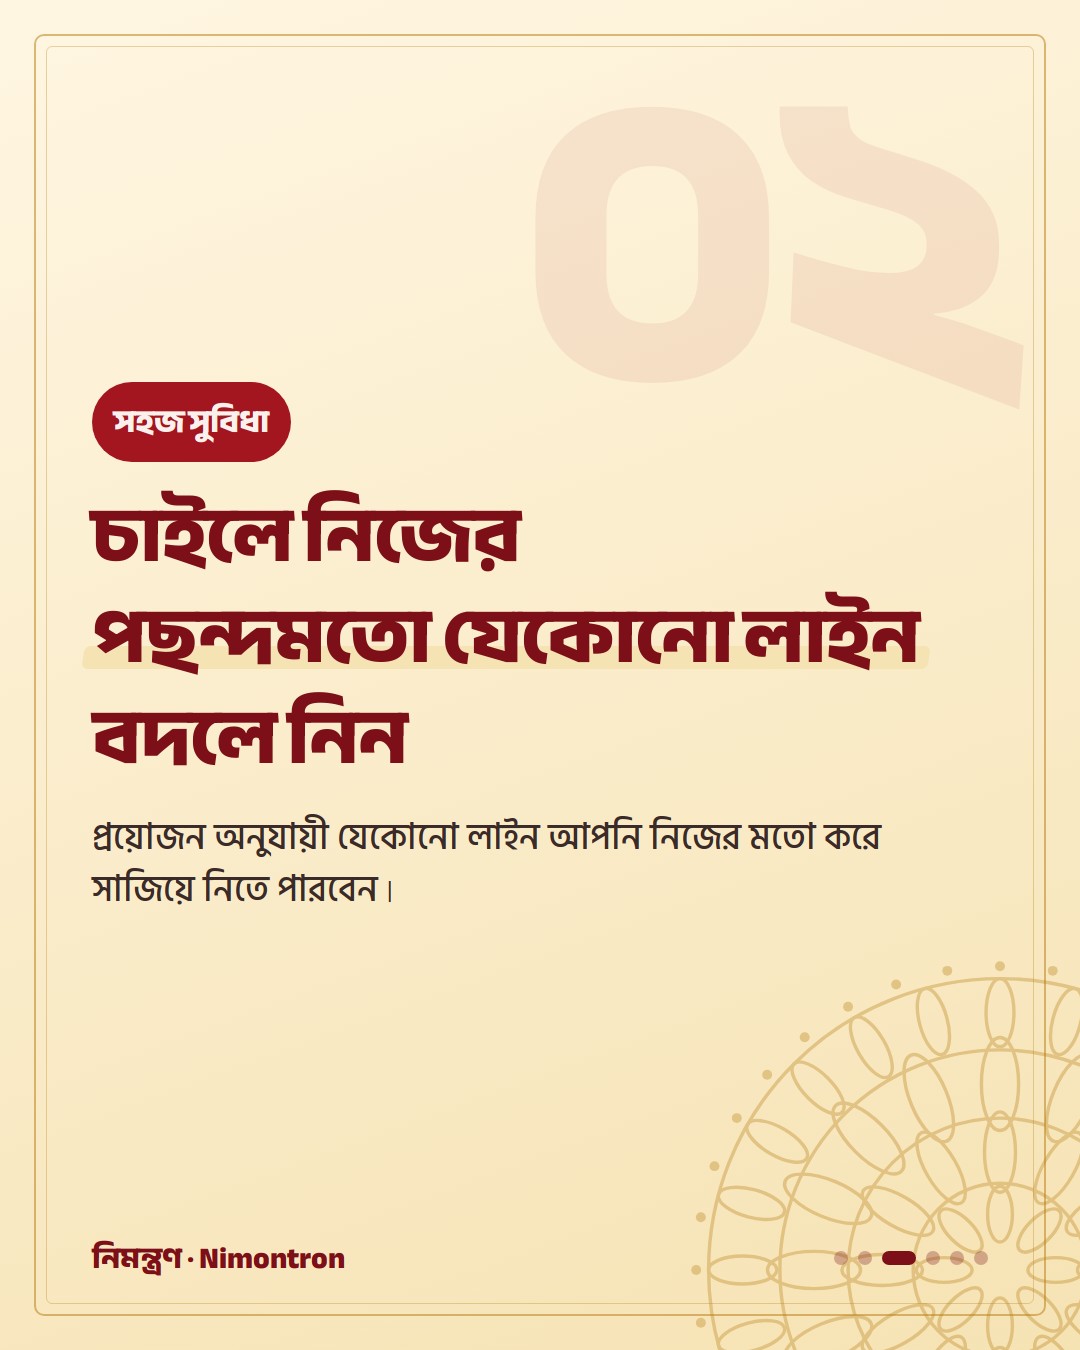 ০২
সহজ সুবিধা
চাইলে নিজের
পছন্দমতো যেকোনো লাইন
বদলে নিন
প্রয়োজন অনুযায়ী যেকোনো লাইন আপনি নিজের মতো করে
সাজিয়ে নিতে পারবেন।
নিমন্ত্রণ · Nimontron